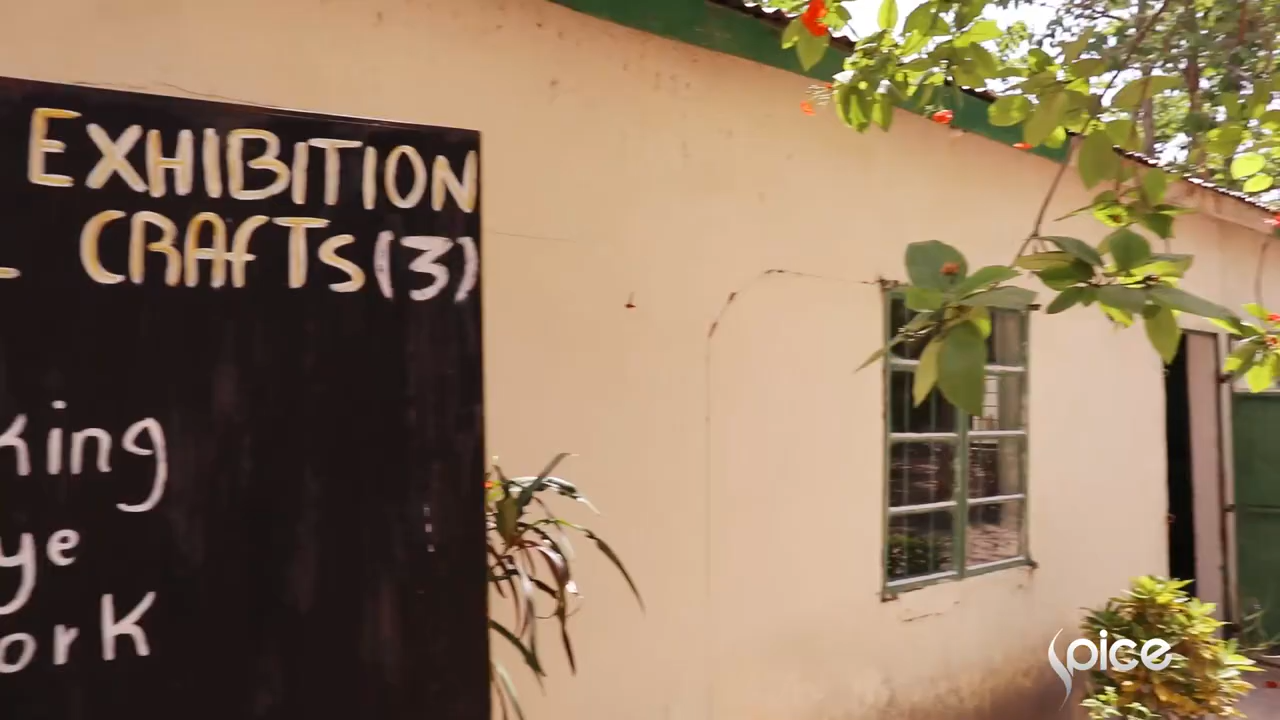 EXHIBITION
CRAFTS(3)
king
ye
ork
Spice